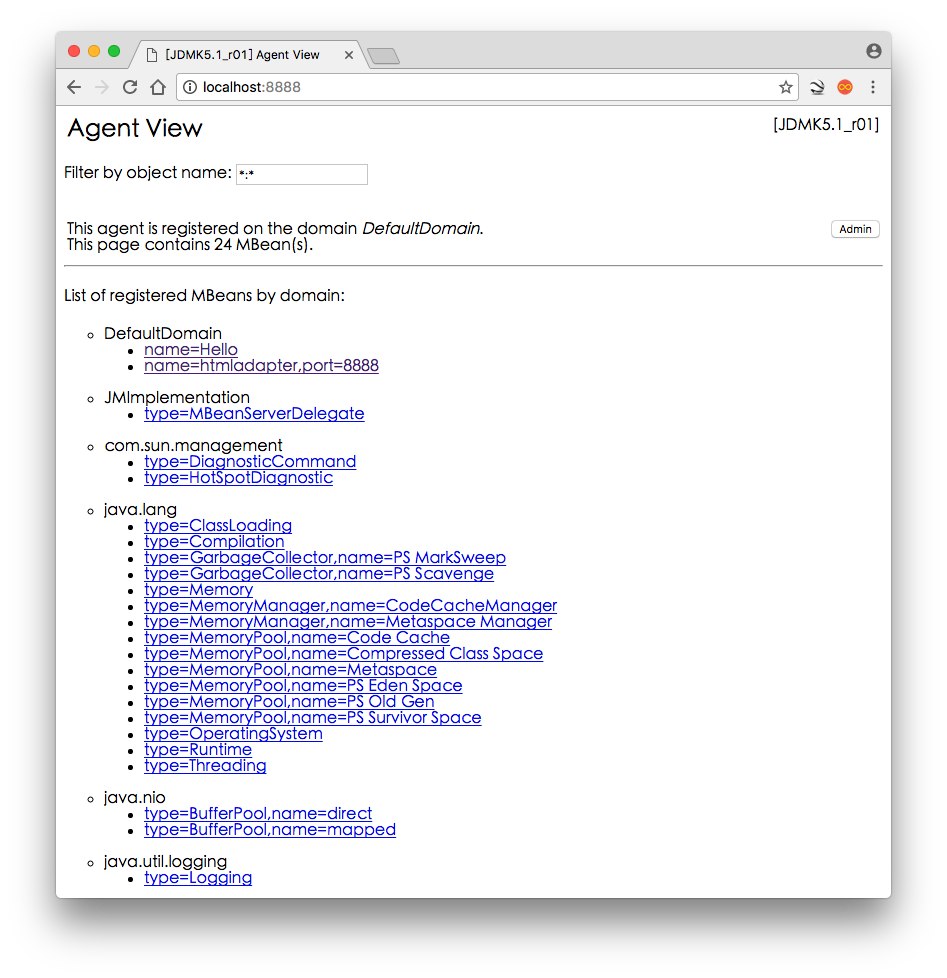 [JDMK5.1_r01] Agent View
localhost:8888
Agent View
[JDMK5.1_r01]
Filter by object name: *:*
This agent is registered on the domain DefaultDomain.
Admin
This page contains 24 MBean(s).
List of registered MBeans by domain:
DefaultDomain
name=Hello
name=htmladapter,port=8888
JMImplementation
type=MBeanServerDelegate
com.sun.management
type=DiagnosticCommand
type=HotSpotDiagnostic
java.lang
type=ClassLoading
type=Compilation
type=GarbageCollector,name=PS MarkSweep
type=GarbageCollector,name=PS Scavenge
type=Memory
type=MemoryManager,name=CodeCacheManager
type=MemoryManager,name=Metaspace Manager
type=MemoryPool,name=Code Cache
type=MemoryPool,name=Compressed Class Space
type=MemoryPool,name=Metaspace
type=MemoryPool,name=PS Eden Space
type=MemoryPool,name=PS Old Gen
type=MemoryPool,name=PS Survivor Space
type=OperatingSystem
type=Runtime
type=Threading
java.nio
type=BufferPool,name=direct
type=BufferPool,name=mapped
java.util.logging
type=Logging